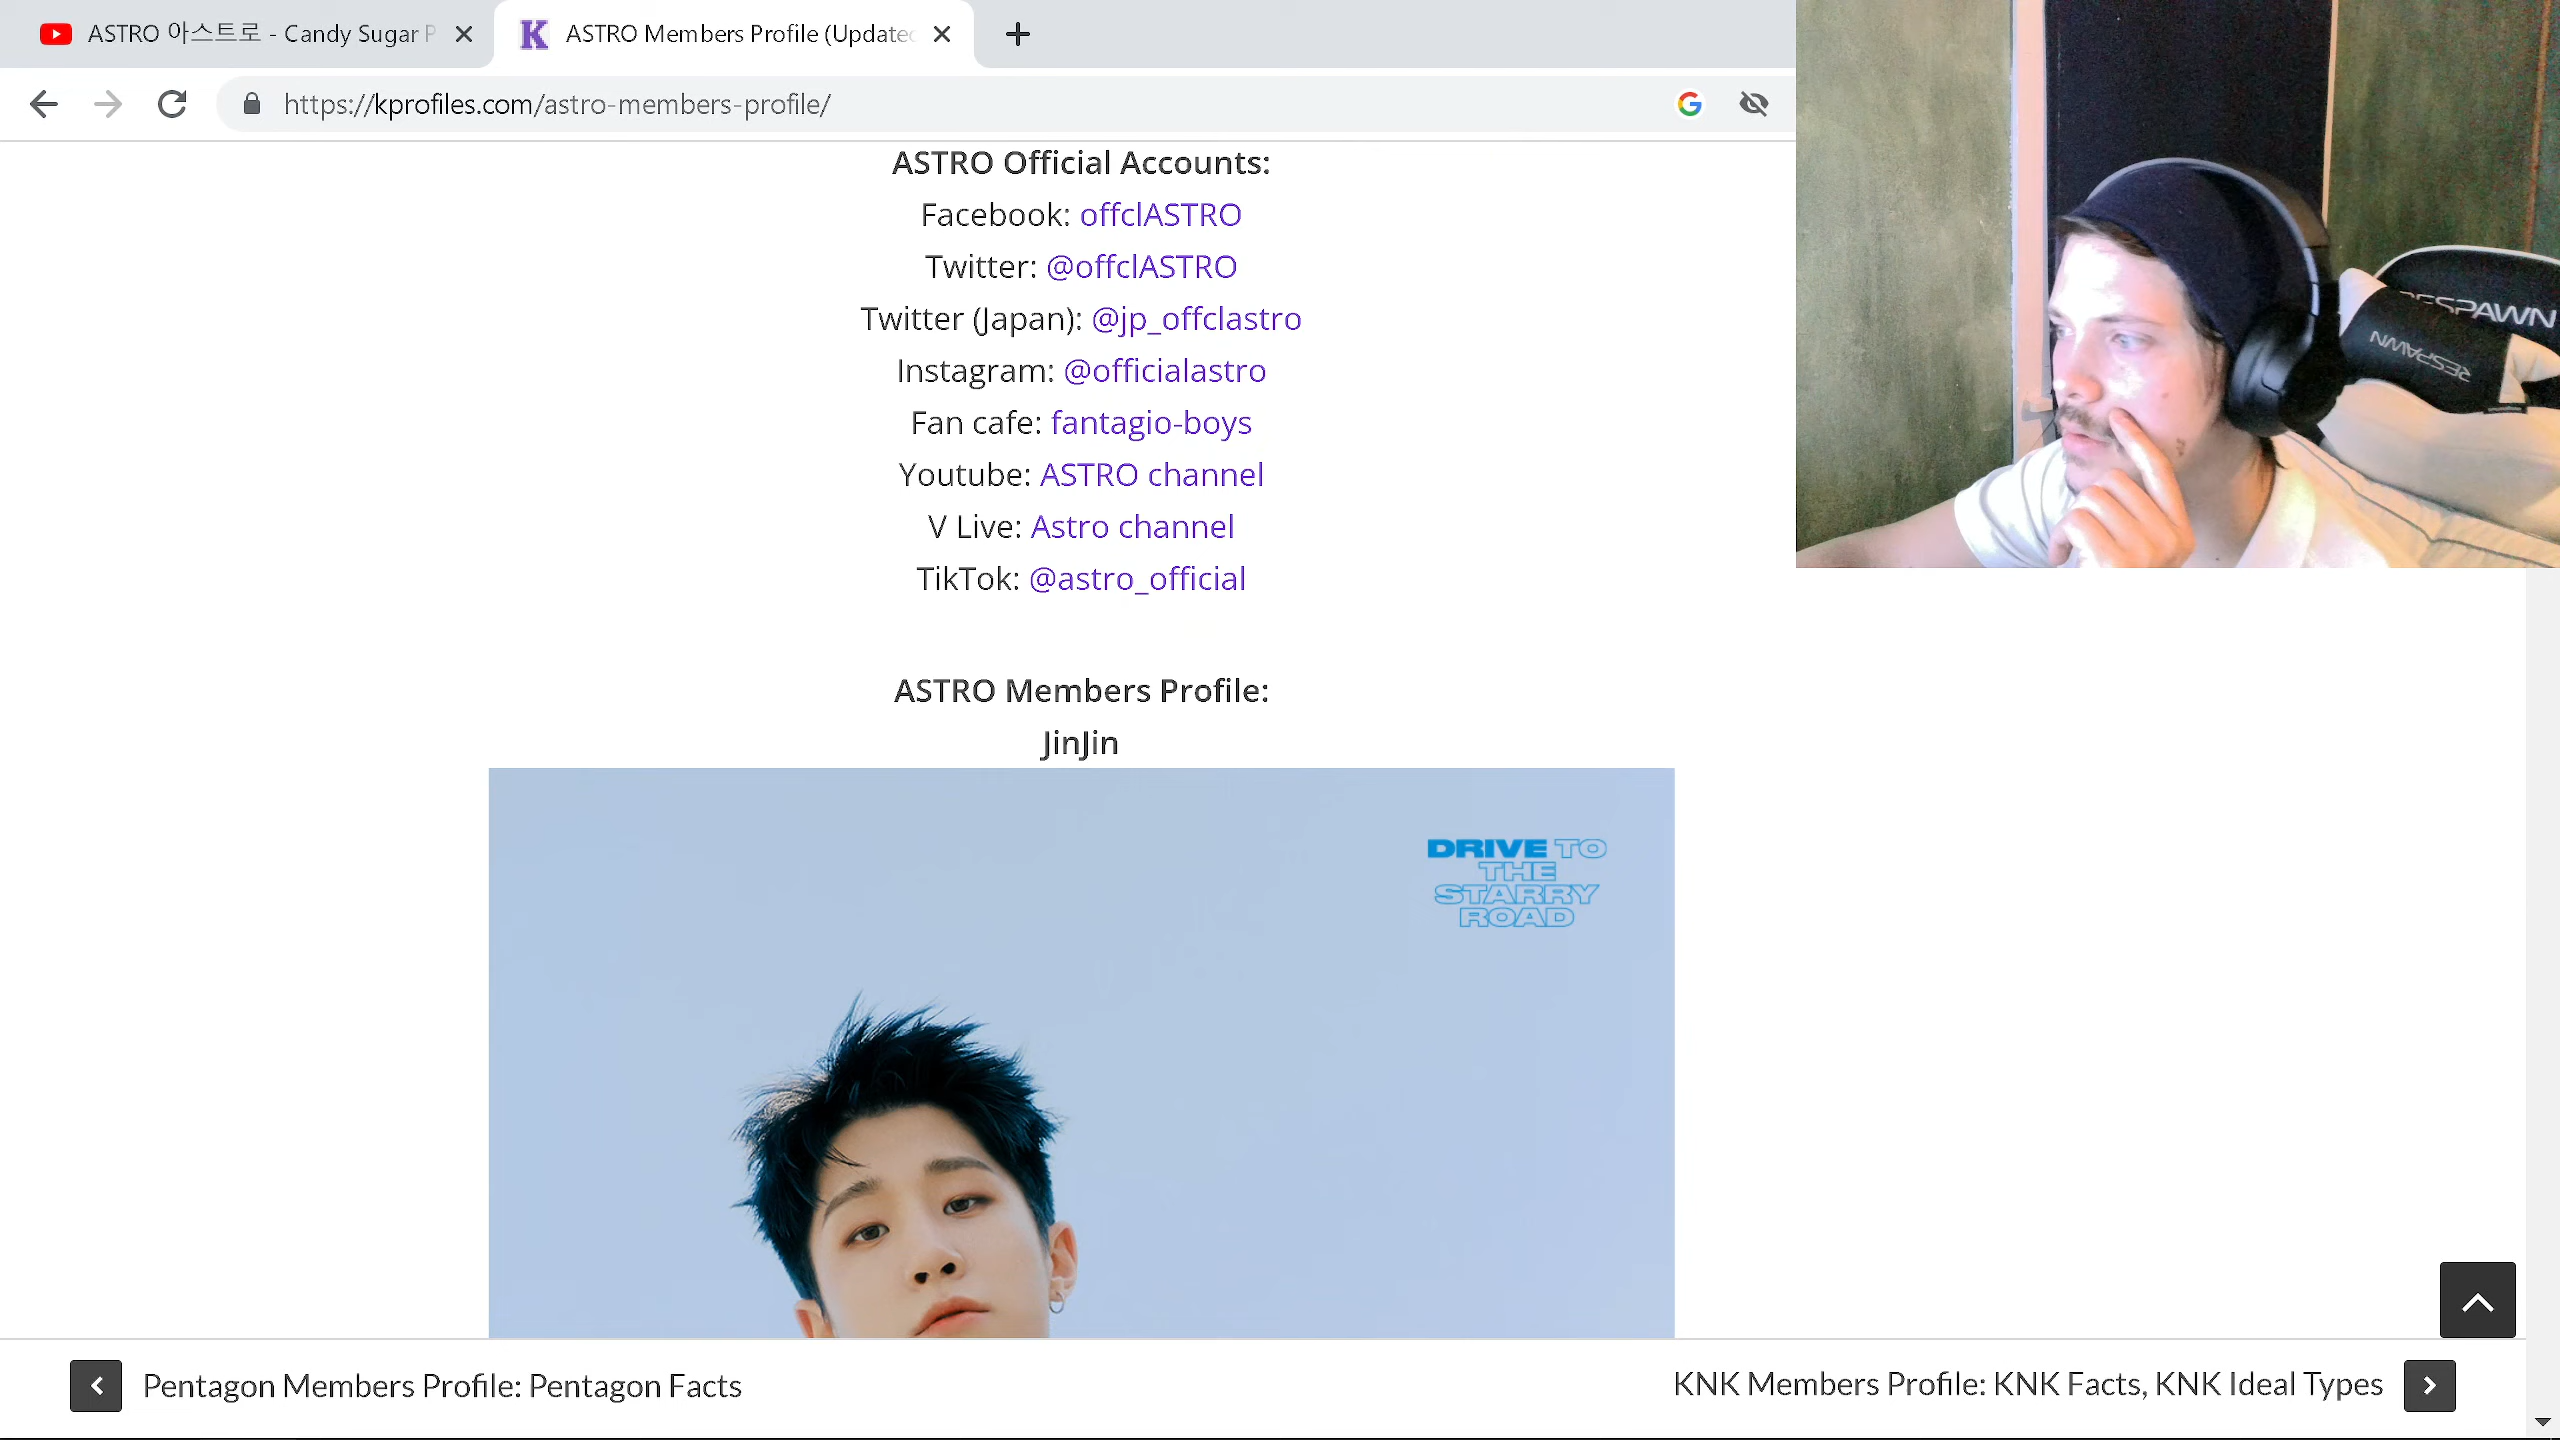 ASTRO 아스트로 - Candy Sugar P
ASTRO Members Profile (Updated
https://kprofiles.com/astro-members-profile/
ASTRO Official Accounts:
Facebook: offclASTRO
Twitter: @offclASTRO
Twitter (Japan): @jp_offclastro
Instagram: @officialastro
Fan cafe: fantagio-boys
Youtube: ASTRO channel
V Live: Astro channel
TikTok: @astro_official
RESPAWN
RESPAWN
ASTRO Members Profile:
JinJin
DRIVE TO
THE
STARRY
ROAD
Pentagon Members Profile: Pentagon Facts
KNK Members Profile: KNK Facts, KNK Ideal Types